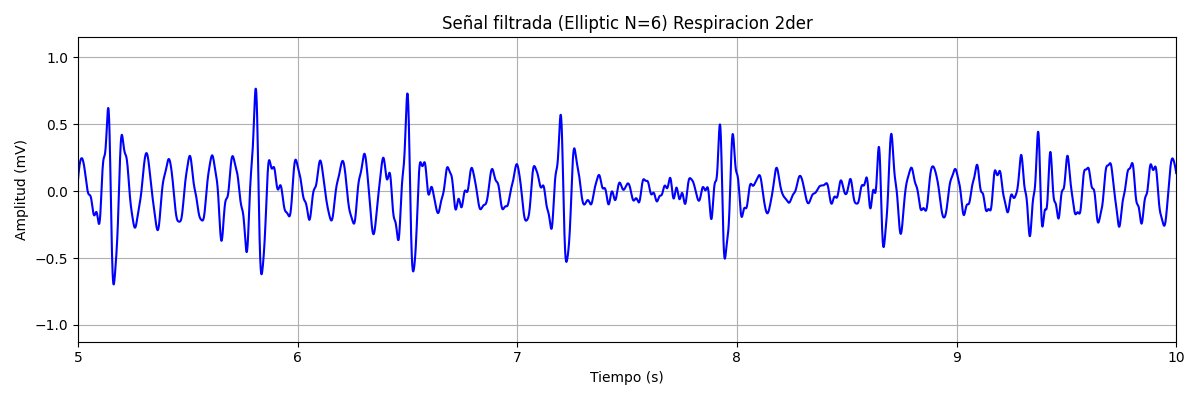 Señal filtrada (Elliptic N=6) Respiracion 2der
Amplitud (mV)
1.0
0.5
0.0
−0.5
−1.0
5 6 7 8 9 10
Tiempo (s)